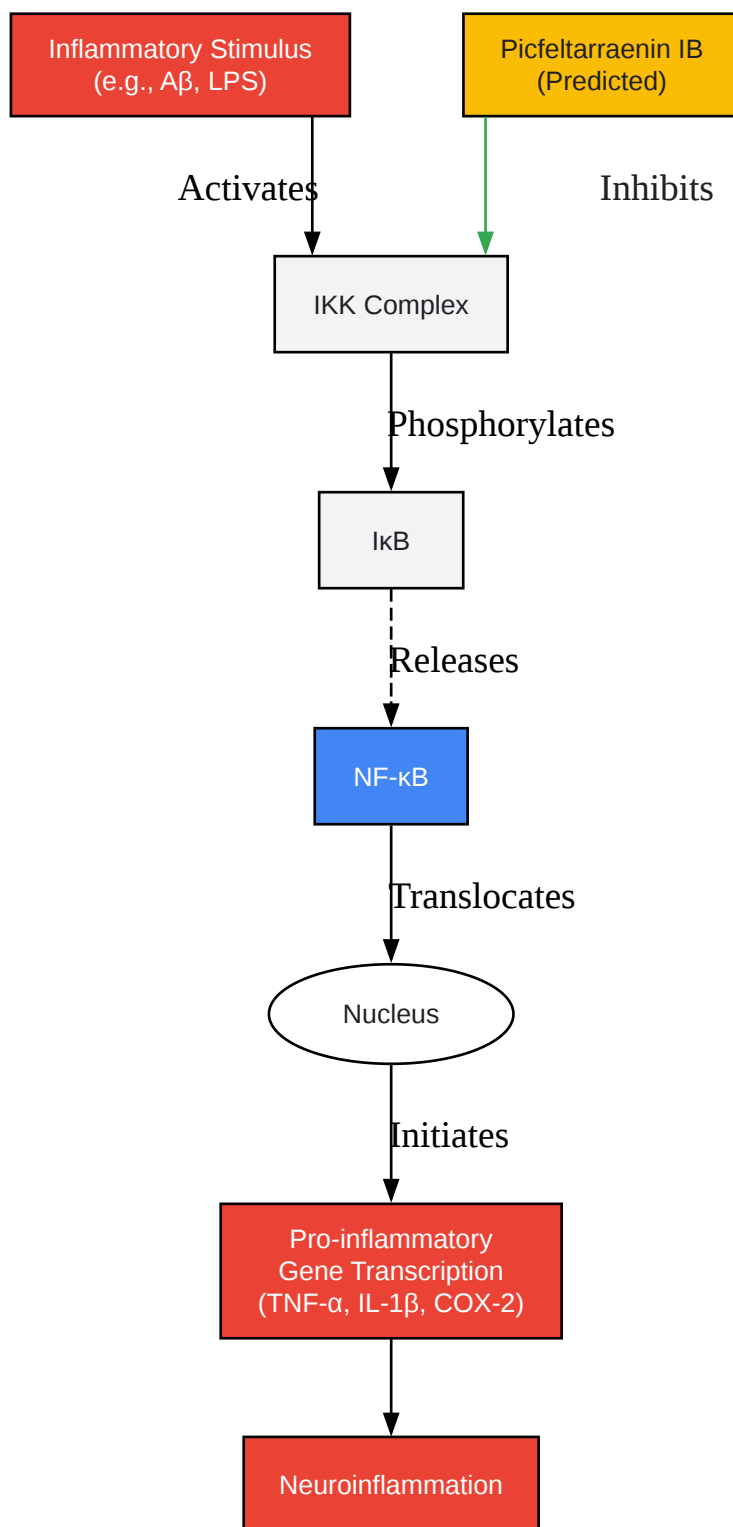 Inflammatory Stimulus
(e.g., Aβ, LPS)
Picfeltarraenin IB
(Predicted)
Activates
Inhibits
IKK Complex
Phosphorylates
IκB
Releases
NF-κB
Translocates
Nucleus
Initiates
Pro-inflammatory
Gene Transcription
(TNF-α, IL-1β, COX-2)
Neuroinflammation